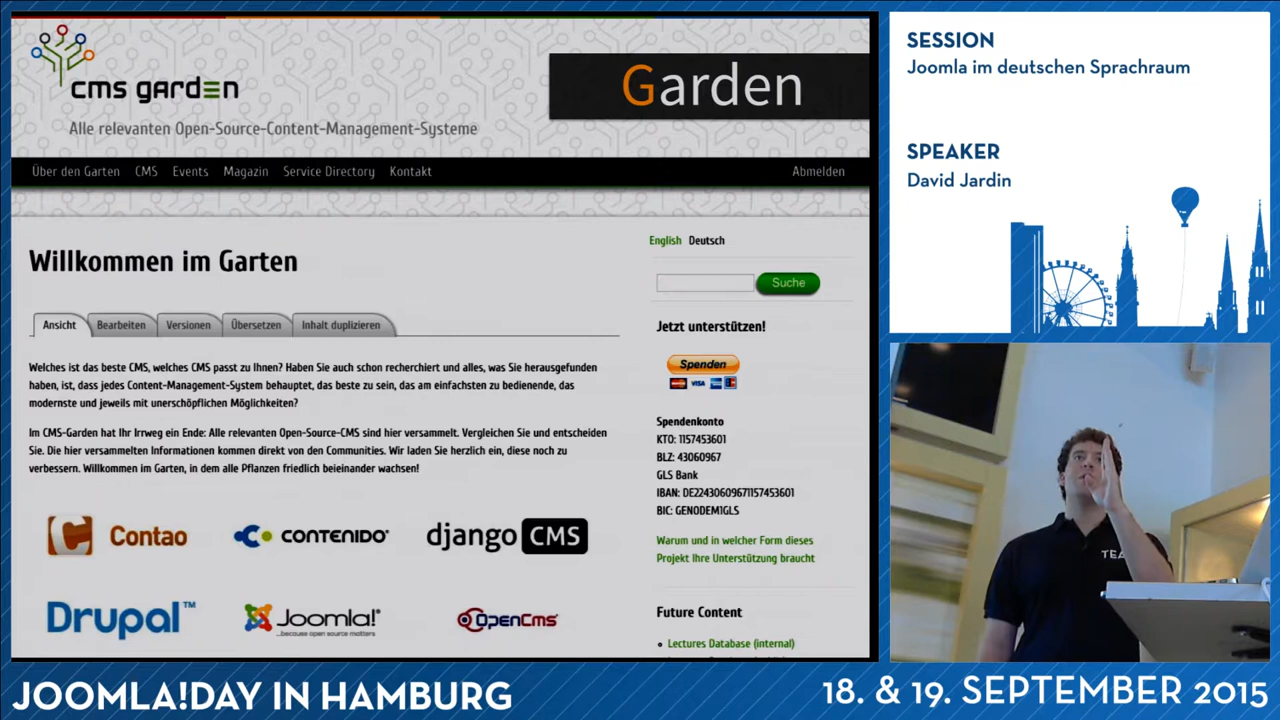 cms garden
Alle relevanten Open-Source-Content-Management-Systeme
Garden
Über den Garten CMS Events Magazin Service Directory Kontakt Abmelden
Willkommen im Garten
Ansicht Bearbeiten Versionen Übersetzen Inhalt duplizieren
Welches ist das beste CMS, welches CMS passt zu Ihnen? Haben Sie auch schon recherchiert und alles, was Sie herausgefunden
haben, ist, dass jedes Content-Management-System behauptet, das beste zu sein, das am einfachsten zu bedienende, das
modernste und jeweils mit unerschöpflichen Möglichkeiten?
Im CMS-Garden hat Ihr Irrweg ein Ende: Alle relevanten Open-Source-CMS sind hier versammelt. Vergleichen Sie und entscheiden
Sie. Die hier versammelten Informationen kommen direkt von den Communities. Wir laden Sie herzlich ein, diese noch zu
verbessern. Willkommen im Garten, in dem alle Pflanzen friedlich beieinander wachsen!
Contao CONTENIDO® django CMS
Drupal™ Joomla!® OpenCms®
...because open source matters
English Deutsch
Suche
Jetzt unterstützen!
Spenden
VISA
Spendenkonto
KTO: 1157453601
BLZ: 43060967
GLS Bank
IBAN: DE22430609671157453601
BIC: GENODEM1GLS
Warum und in welcher Form dieses
Projekt Ihre Unterstützung braucht
Future Content
Lectures Database (internal)
SESSION
Joomla im deutschen Sprachraum
SPEAKER
David Jardin
TEA
JOOMLA!DAY IN HAMBURG
18. & 19. SEPTEMBER 2015